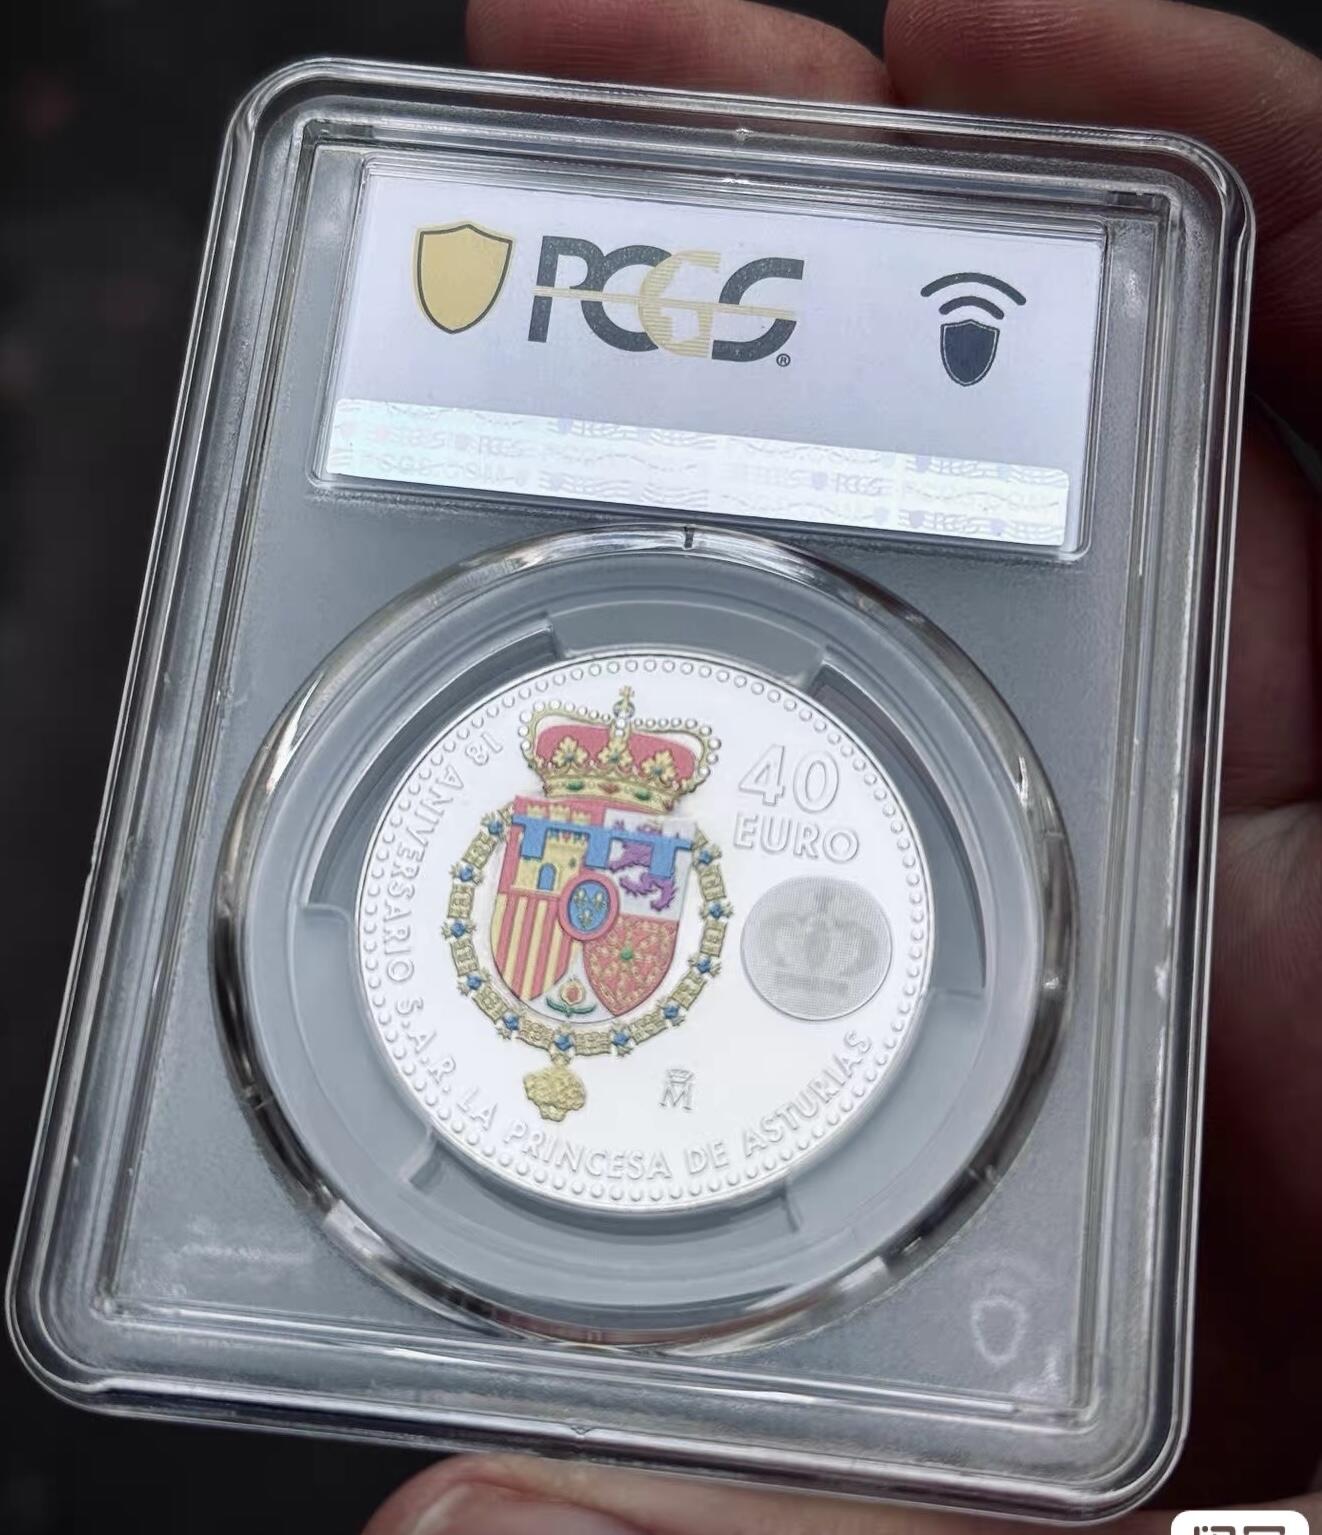 PCGS®
40
EURO
18 ANIVERSARIO S.A.R. LA PRINCESA DE ASTURIAS
M